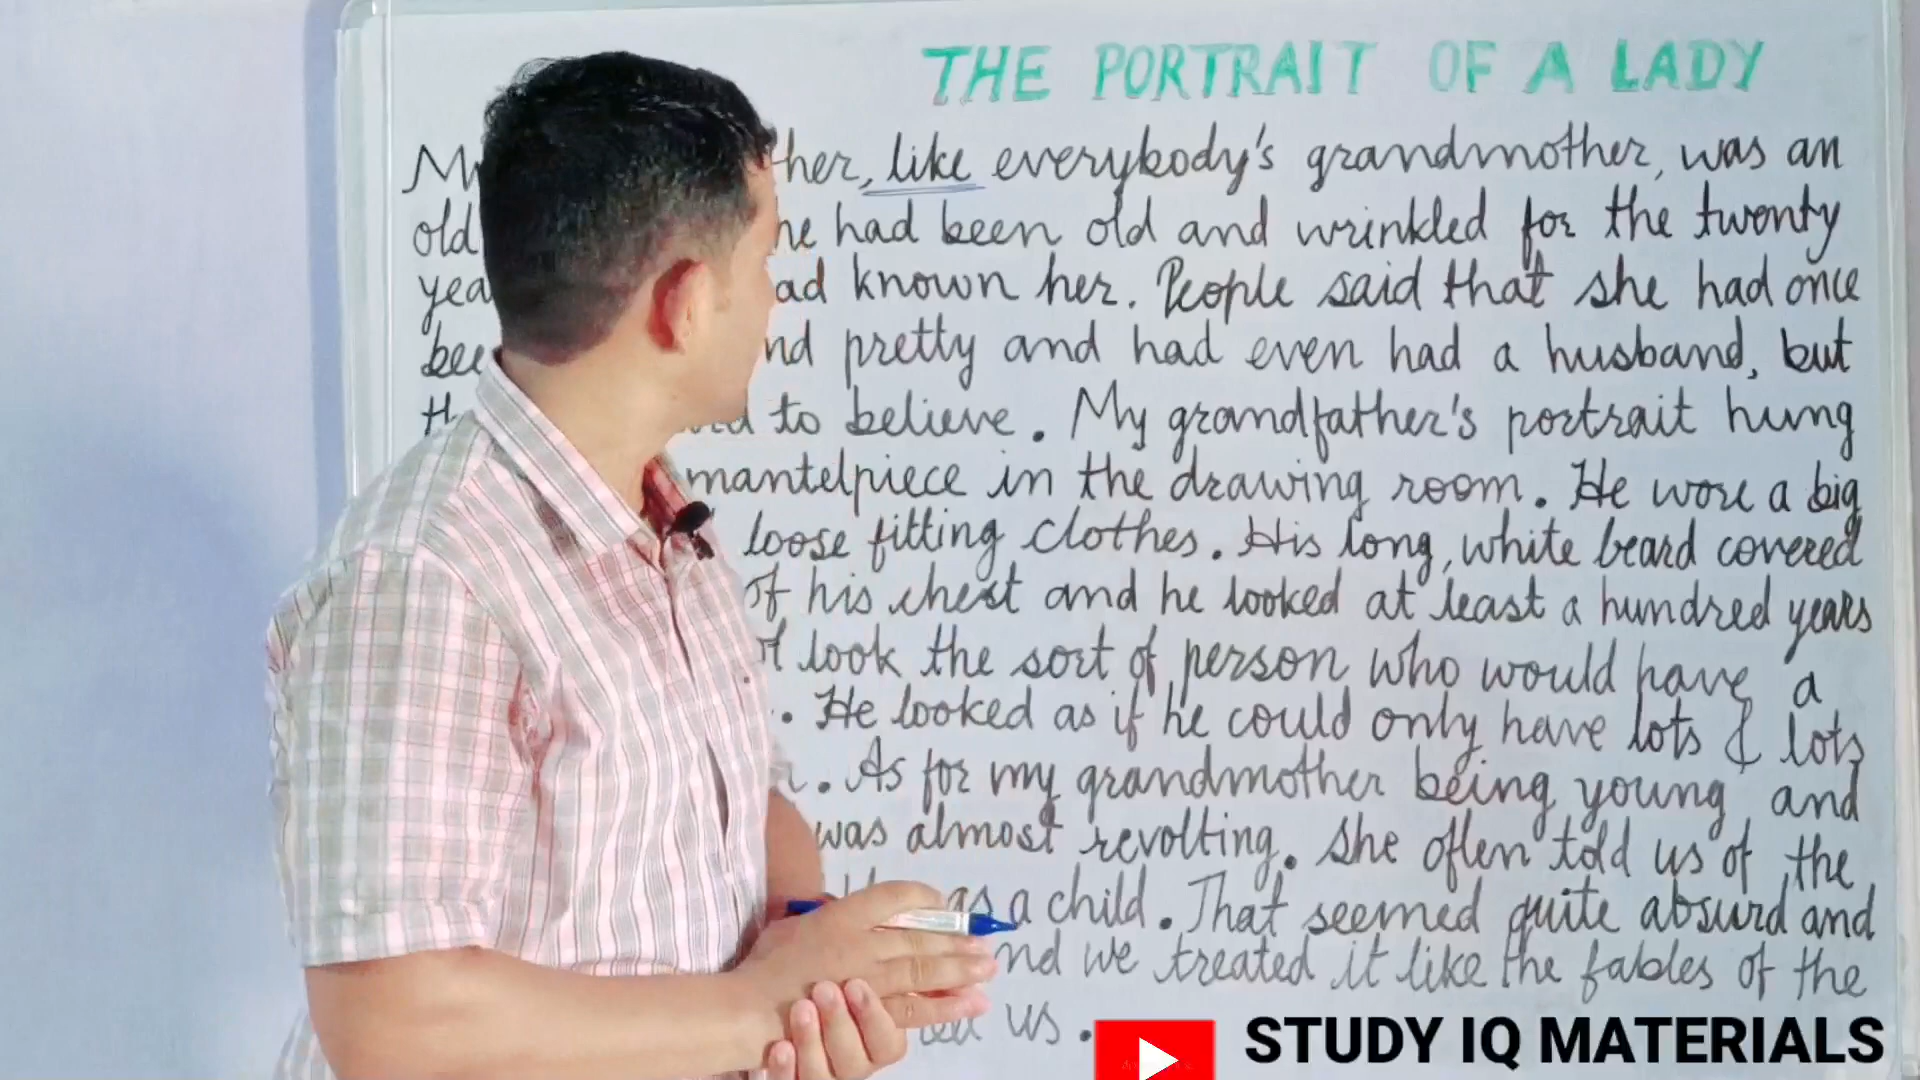 THE PORTRAIT OF A LADY
like everybody's grandmother, was an
old had been old and wrinkled for the twenty
known her. People said that she had once
pretty and had even had a husband, but
to believe. My grandfather's portrait hung
mantelpiece in the drawing room. He wore a big
loose fitting clothes. His long, white beard covered
of his chest and he looked at least a hundred years
look the sort of person who would have a
. He looked as if he could only have lots & lots
. As for my grandmother being young and
was almost revolting. She often told us of the
as a child. That seemed quite absurd and
we treated it like the fables of the
us.
STUDY IQ MATERIALS